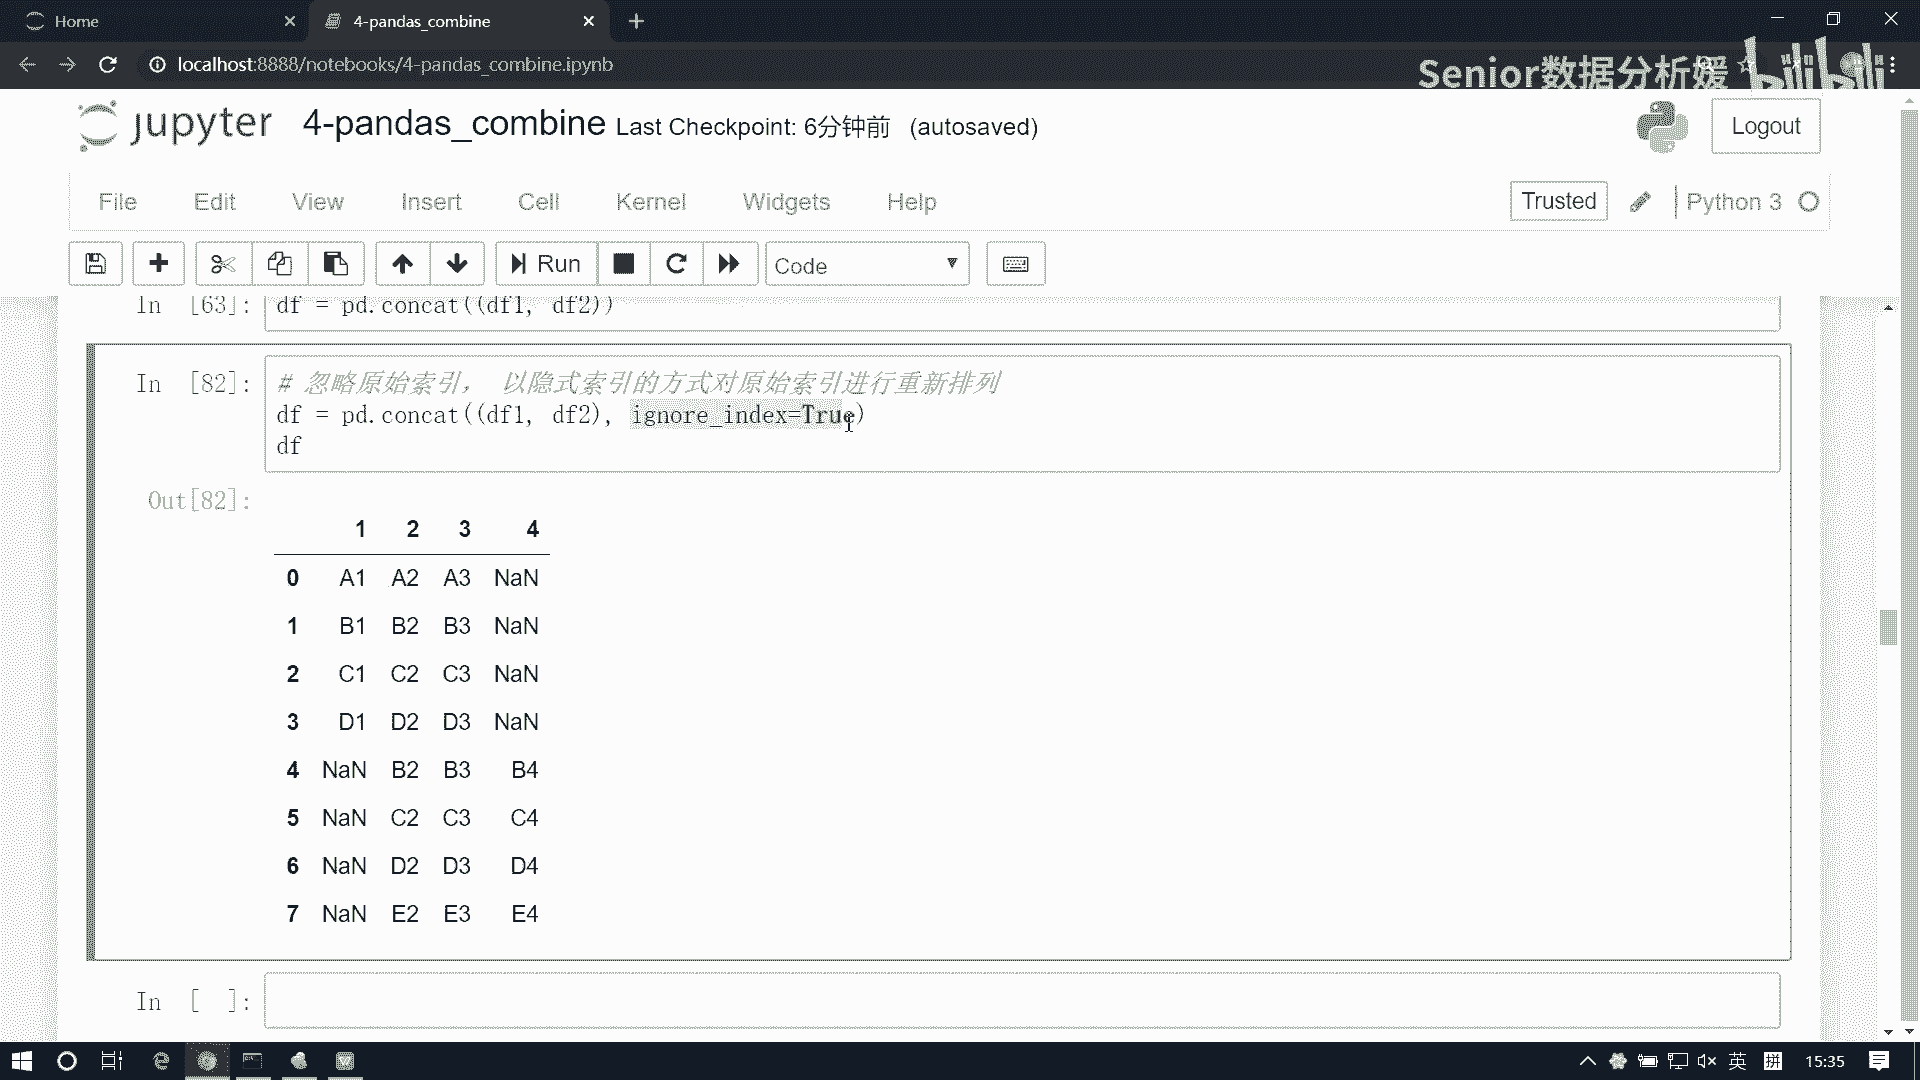 Home
4-pandas_combine
localhost:8888/notebooks/4-pandas_combine.ipynb
Senior数据分析媛
bilibili
jupyter 4-pandas_combine Last Checkpoint: 6分钟前 (autosaved)
Logout
File Edit View Insert Cell Kernel Widgets Help
Trusted Python 3
Run Code
In [63]: df = pd.concat((df1, df2))
In [82]: # 忽略原始索引， 以隐式索引的方式对原始索引进行重新排列
df = pd.concat((df1, df2), ignore_index=True)
df
Out[82]:
1 2 3 4
0 A1 A2 A3 NaN
1 B1 B2 B3 NaN
2 C1 C2 C3 NaN
3 D1 D2 D3 NaN
4 NaN B2 B3 B4
5 NaN C2 C3 C4
6 NaN D2 D3 D4
7 NaN E2 E3 E4
In [ ]:
英 拼 15:35